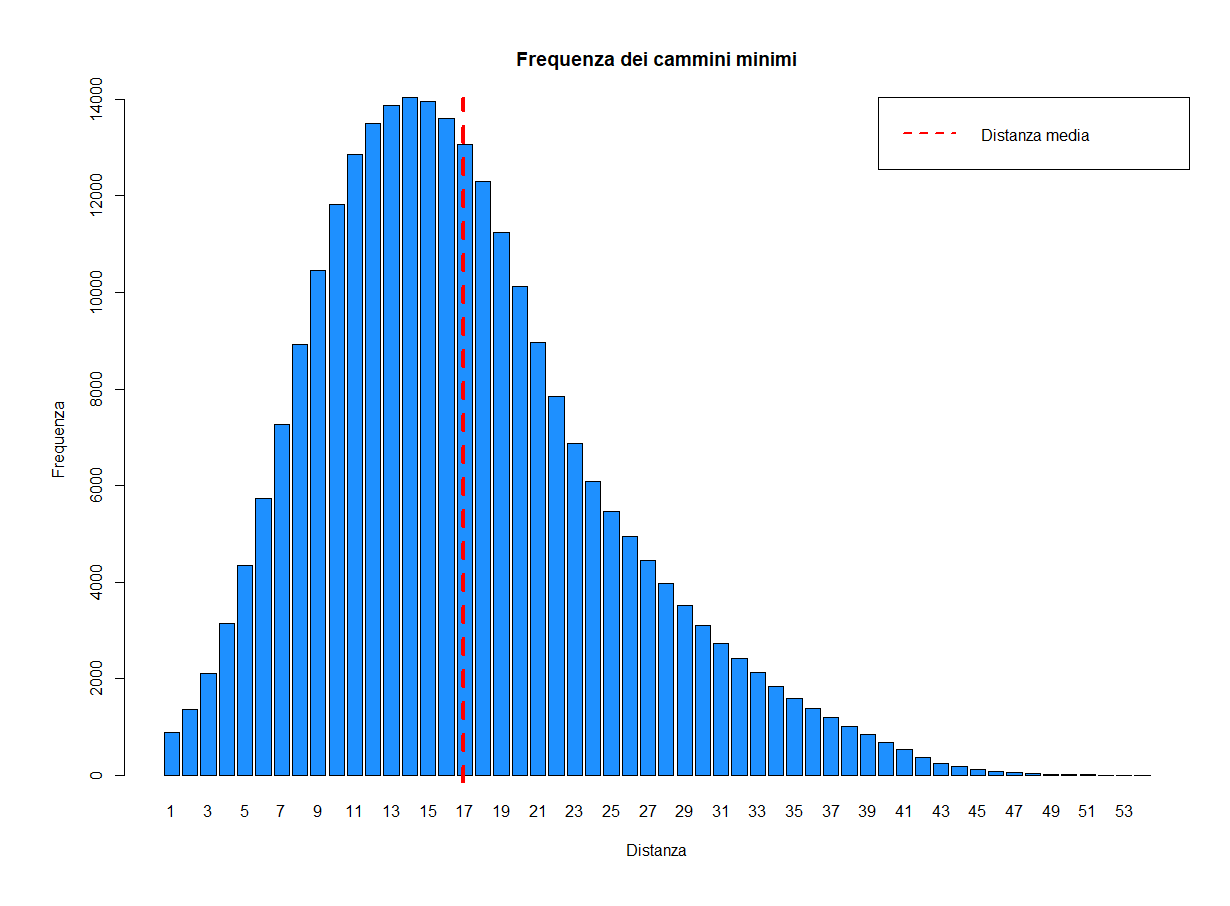 Frequenza dei cammini minimi
Distanza media
Frequenza
14000
12000
10000
8000
6000
4000
2000
0
1 3 5 7 9 11 13 15 17 19 21 23 25 27 29 31 33 35 37 39 41 43 45 47 49 51 53
Distanza